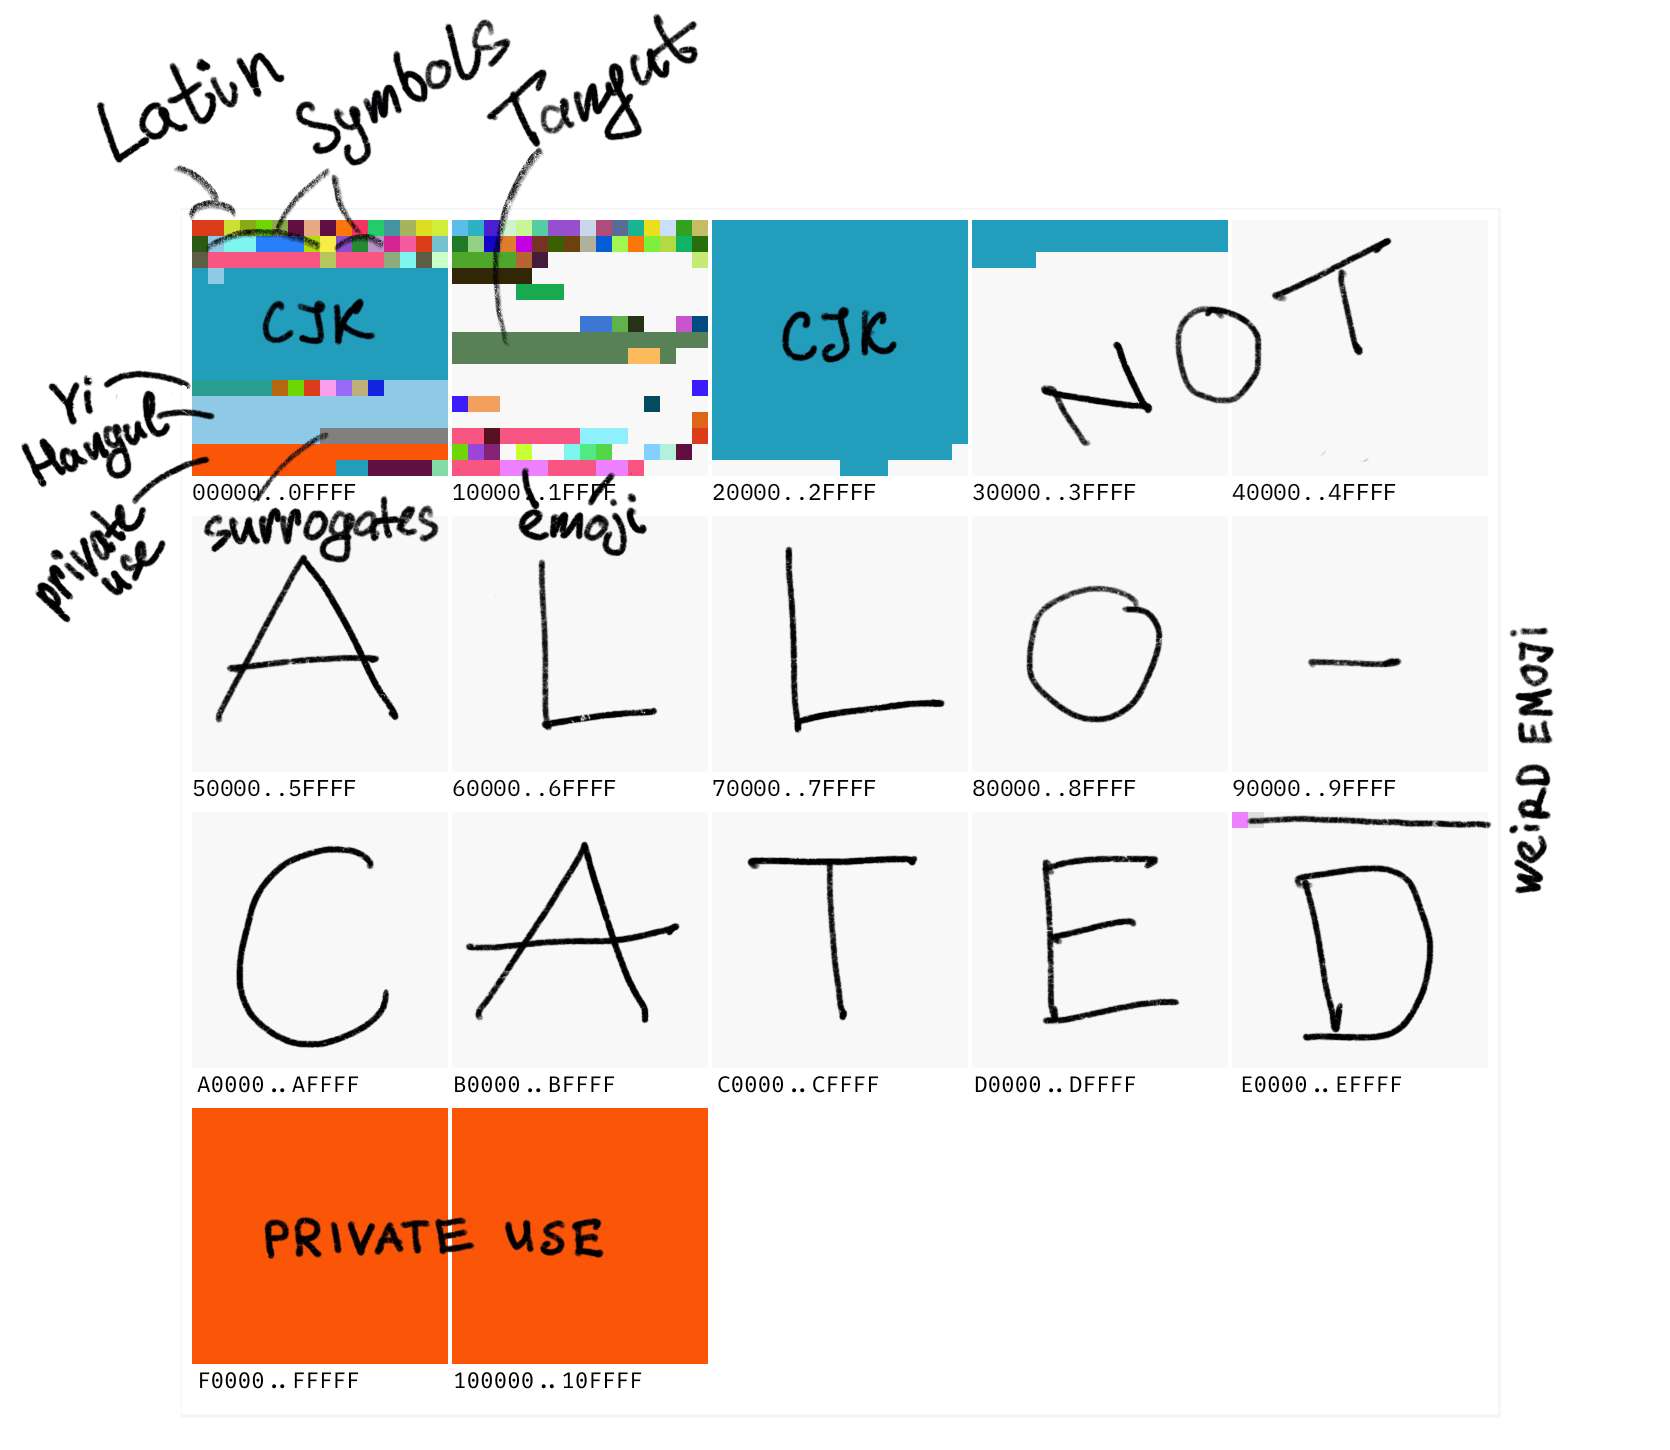 Latin
Symbols
Tangut
CJK
CJK
NOT
Yi
Hangul
private
use
surrogates
emoji
00000..0FFFF
10000..1FFFF
20000..2FFFF
30000..3FFFF
40000..4FFFF
ALLO-
50000..5FFFF
60000..6FFFF
70000..7FFFF
80000..8FFFF
90000..9FFFF
WEIRD EMOJI
CATED
A0000..AFFFF
B0000..BFFFF
C0000..CFFFF
D0000..DFFFF
E0000..EFFFF
PRIVATE USE
F0000..FFFFF
100000..10FFFF